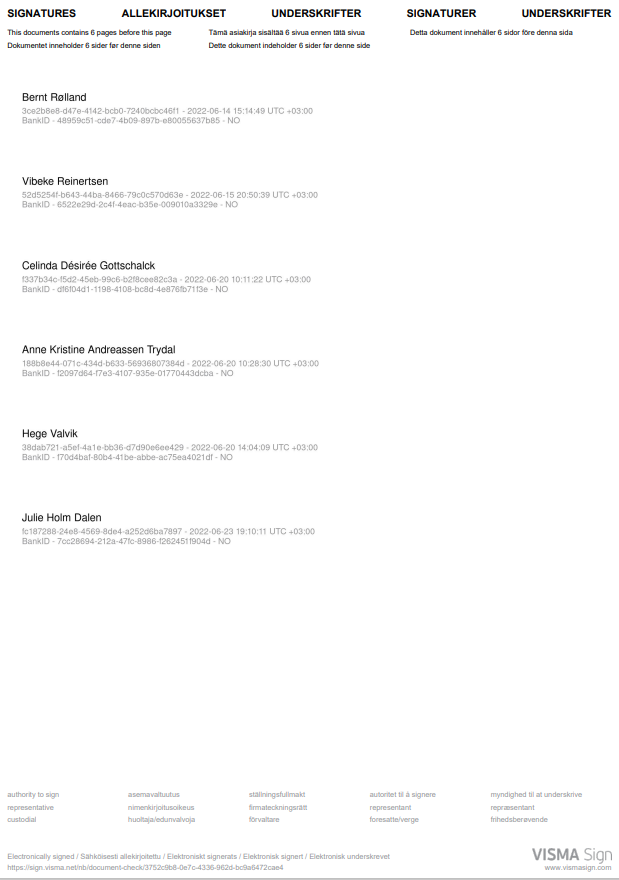 SIGNATURES ALLEKIRJOITUKSET UNDERSKRIFTER SIGNATURER UNDERSKRIFTER
This documents contains 6 pages before this page Tämä asiakirja sisältää 6 sivua ennen tätä sivua Detta dokument innehåller 6 sidor före denna sida
Dokumentet inneholder 6 sider før denne siden Dette dokument indeholder 6 sider før denne side
Bernt Rølland
3ce2b8e8-d47e-4142-bcb0-7240bcbc46f1 - 2022-06-14 15:14:49 UTC +03:00
BankID - 48959c51-cde7-4b09-897b-e80055637b85 - NO
Vibeke Reinertsen
52d5254f-b643-44ba-8466-79c0c570d63e - 2022-06-15 20:50:39 UTC +03:00
BankID - 6522e29d-2c4f-4eac-b35e-009010a3329e - NO
Celinda Désirée Gottschalck
f337b34c-f5d2-45eb-99c6-b2f8cee82c3a - 2022-06-20 10:11:22 UTC +03:00
BankID - df6f04d1-1198-4108-bc8d-4e876fb71f3e - NO
Anne Kristine Andreassen Trydal
188b8e44-071c-434d-b633-56936807384d - 2022-06-20 10:28:30 UTC +03:00
BankID - f2097d64-f7e3-4107-935e-01770443dcba - NO
Hege Valvik
38dab721-a5ef-4a1e-bb36-d7d90e6ee429 - 2022-06-20 14:04:09 UTC +03:00
BankID - f70d4baf-80b4-41be-abbe-ac75ea4021df - NO
Julie Holm Dalen
fc187288-24e8-4569-8de4-a252d6ba7897 - 2022-06-23 19:10:11 UTC +03:00
BankID - 7cc28694-212a-47fc-8986-f262451f904d - NO
authority to sign asemavaltuutus ställningsfullmakt autoritet til å signere myndighed til at underskrive
representative nimenkirjoitusoikeus firmateckningsrätt representant repræsentant
custodial huoltaja/edunvalvoja förvaltare foresatte/verge frihedsberøvende
Electronically signed / Sähköisesti allekirjoitettu / Elektroniskt signerats / Elektronisk signert / Elektronisk underskrevet
https://sign.visma.net/nb/document-check/3752c9b8-0e7c-4336-962d-bc9a6472cae4
VISMA Sign
www.vismasign.com